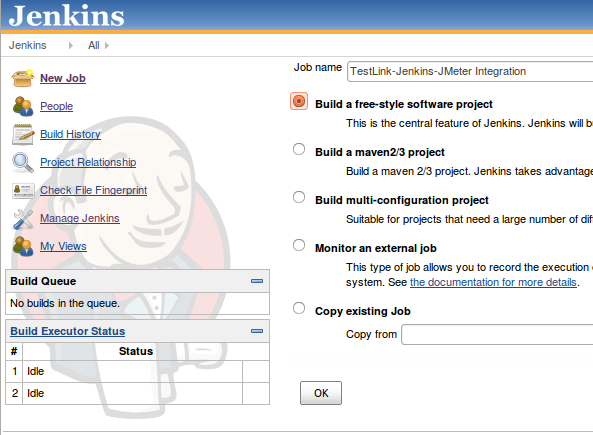 Jenkins
Jenkins
All
New Job
People
Build History
Project Relationship
Check File Fingerprint
Manage Jenkins
My Views
Build Queue
No builds in the queue.
Build Executor Status
# Status
1 Idle
2 Idle
Job name TestLink-Jenkins-JMeter Integration
Build a free-style software project
This is the central feature of Jenkins. Jenkins will
Build a maven2/3 project
Build a maven 2/3 project. Jenkins takes advantage
Build multi-configuration project
Suitable for projects that need a large number of
Monitor an external job
This type of job allows you to record the execution
system. See the documentation for more details.
Copy existing Job
Copy from
OK